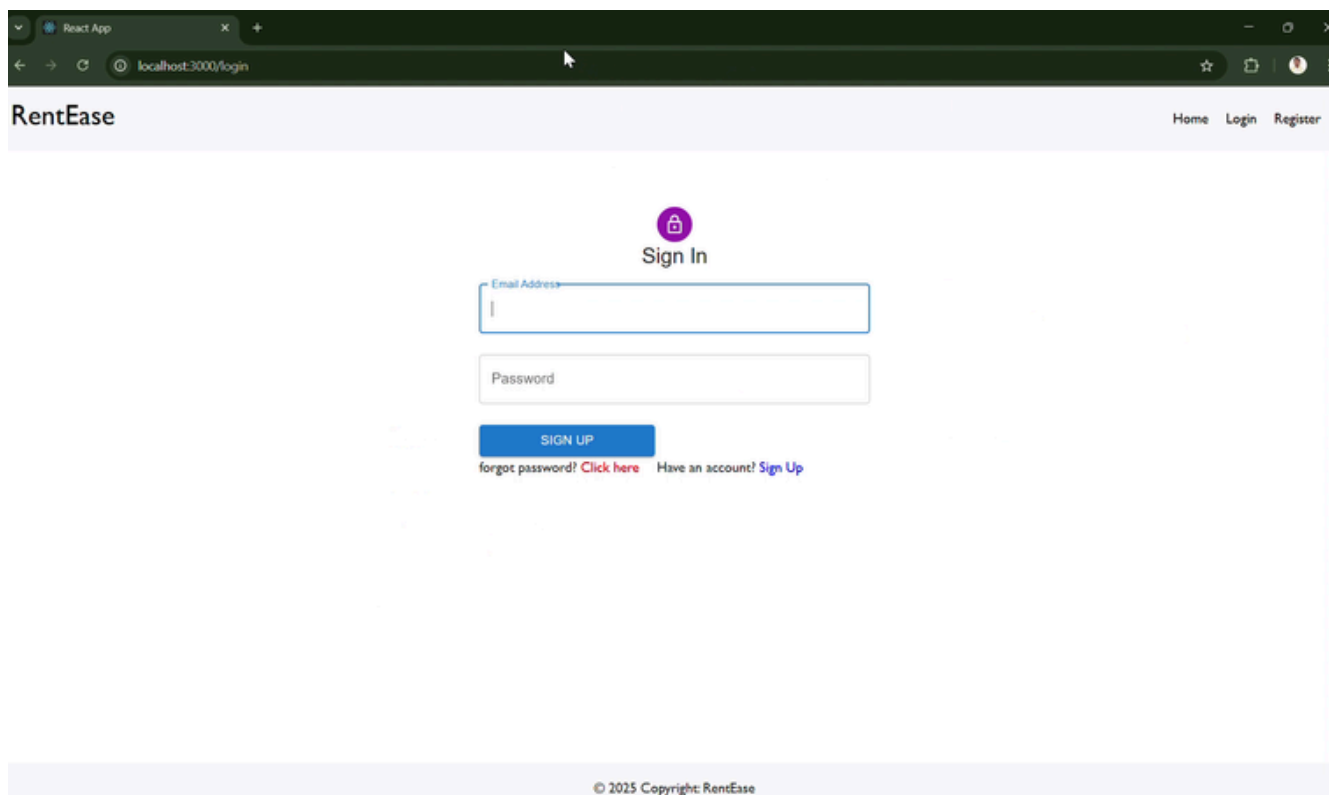 React App
localhost:3000/login
RentEase
Home Login Register
Sign In
Email Address
Password
SIGN UP
forgot password? Click here Have an account? Sign Up
© 2025 Copyright: RentEase